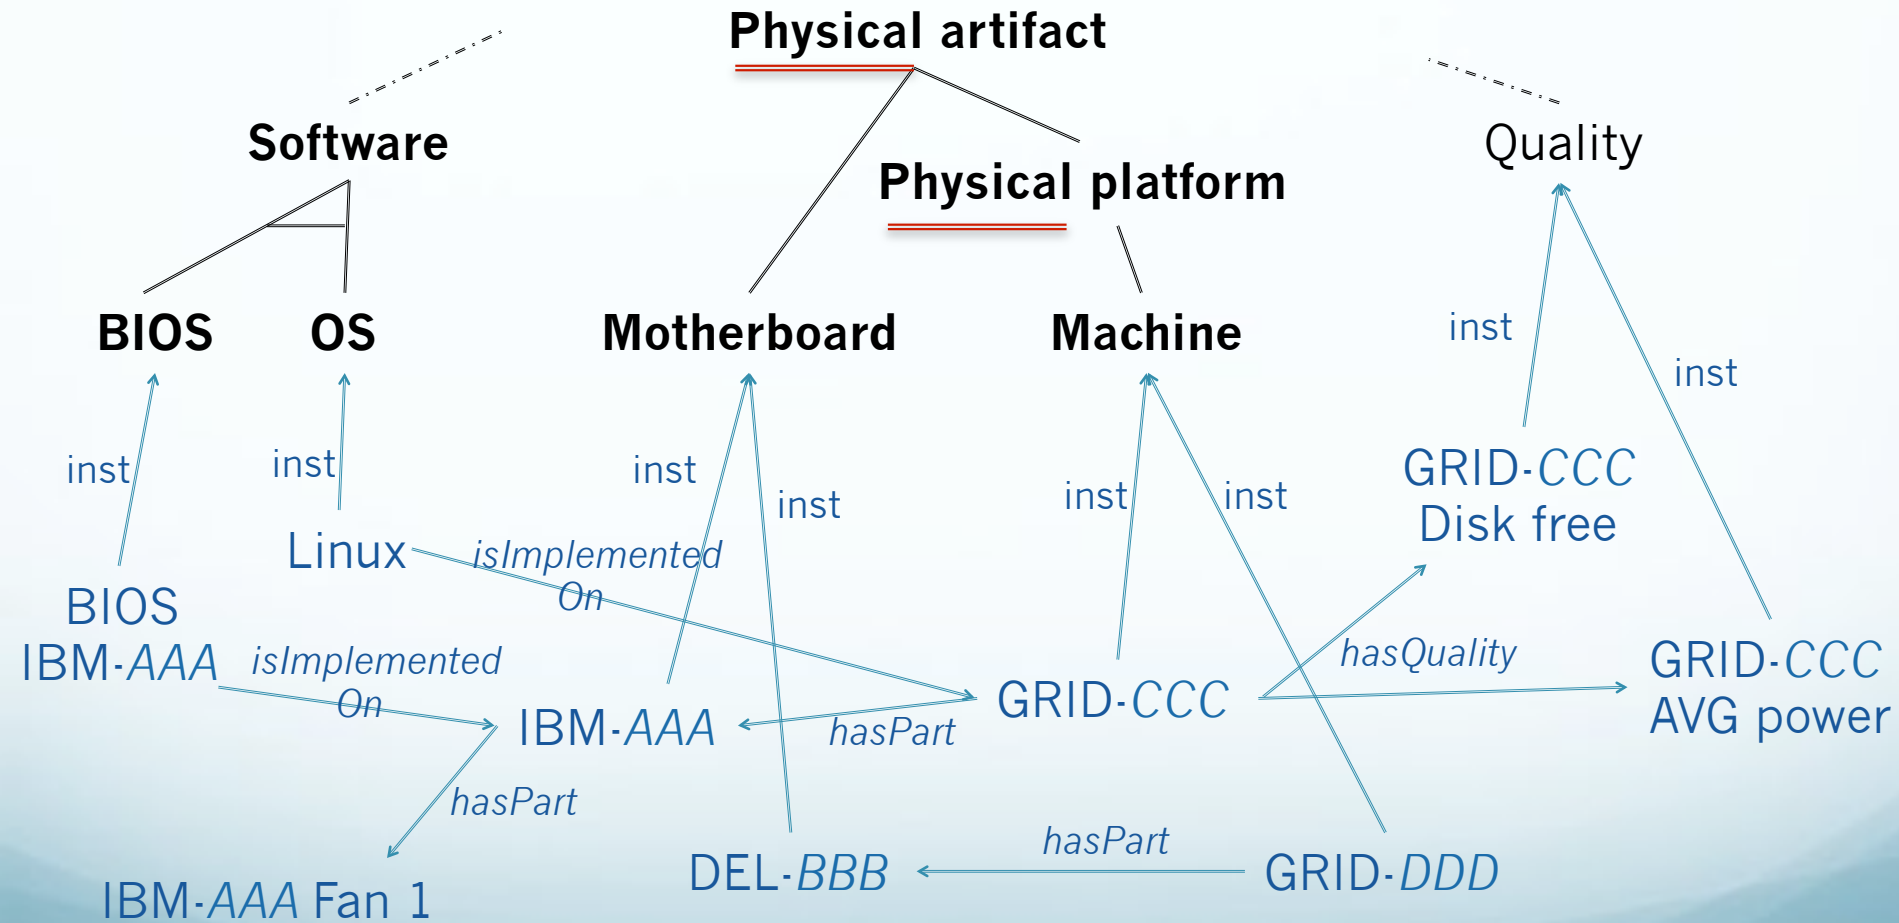 Physical artifact
Software
Quality
Physical platform
BIOS
OS
Motherboard
Machine
inst
inst
inst
inst
inst
inst
inst
inst
GRID-CCC
Disk free
Linux
isImplemented
On
BIOS
IBM-AAA
isImplemented
On
hasQuality
GRID-CCC
AVG power
IBM-AAA
hasPart
GRID-CCC
hasPart
hasPart
IBM-AAA Fan 1
DEL-BBB
GRID-DDD